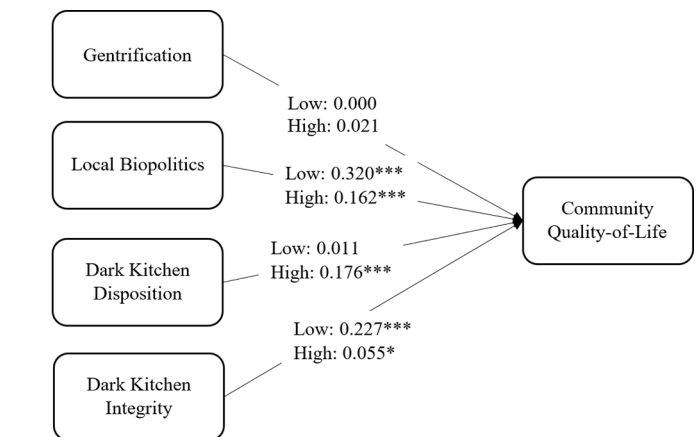 Gentrification
Low: 0.000
High: 0.021
Local Biopolitics
Low: 0.320***
High: 0.162***
Community
Quality-of-Life
Dark Kitchen
Disposition
Low: 0.011
High: 0.176***
Low: 0.227***
High: 0.055*
Dark Kitchen
Integrity